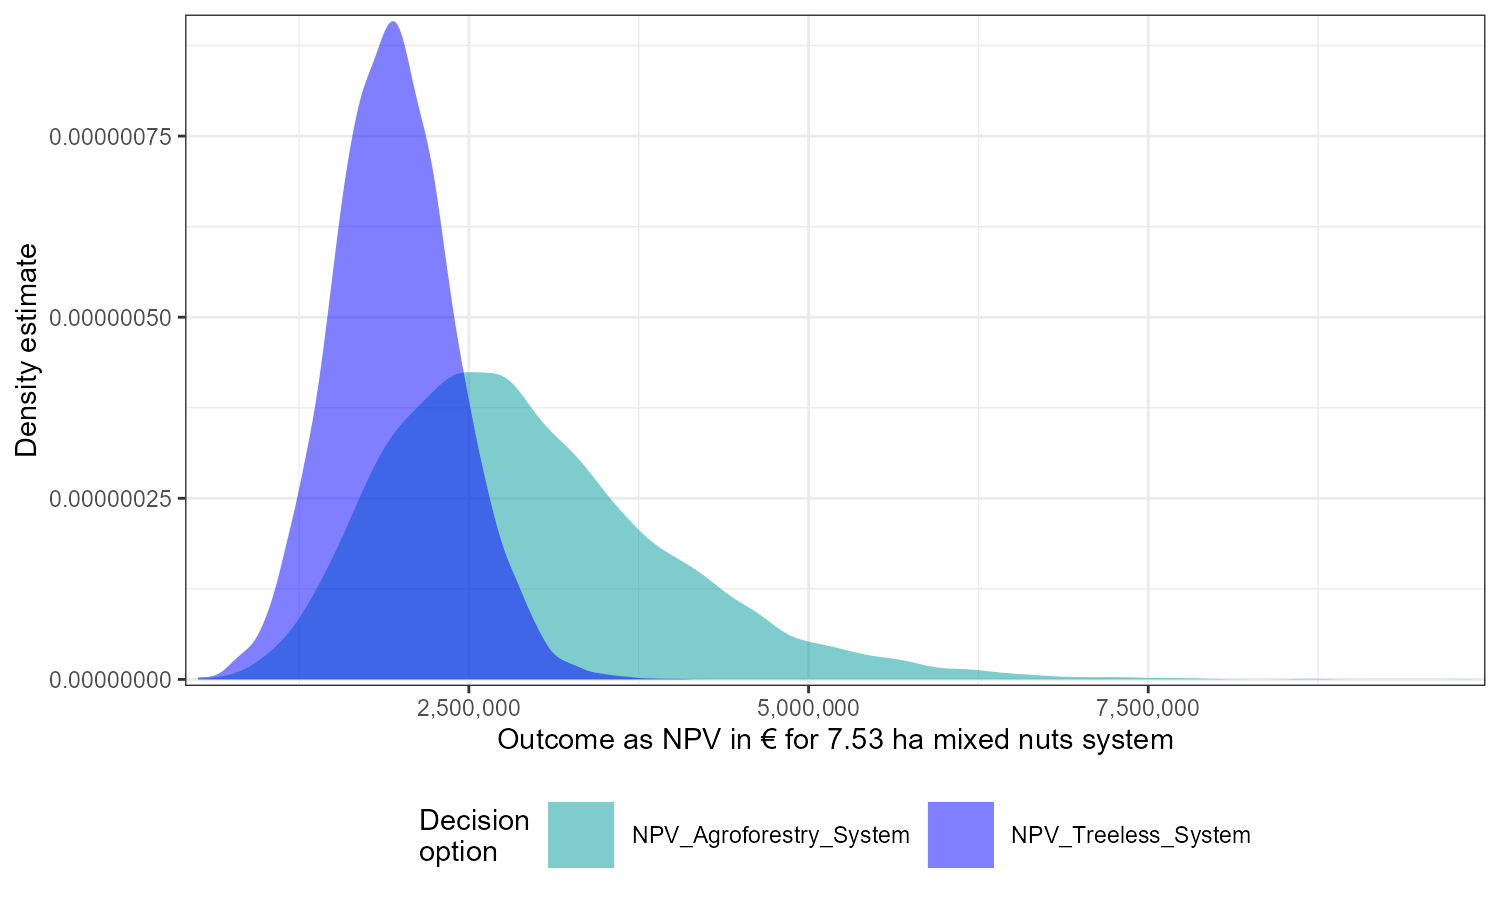 Density estimate
0.00000075
0.00000050
0.00000025
0.00000000
2,500,000
5,000,000
7,500,000
Outcome as NPV in € for 7.53 ha mixed nuts system
Decision
option
NPV_Agroforestry_System
NPV_Treeless_System